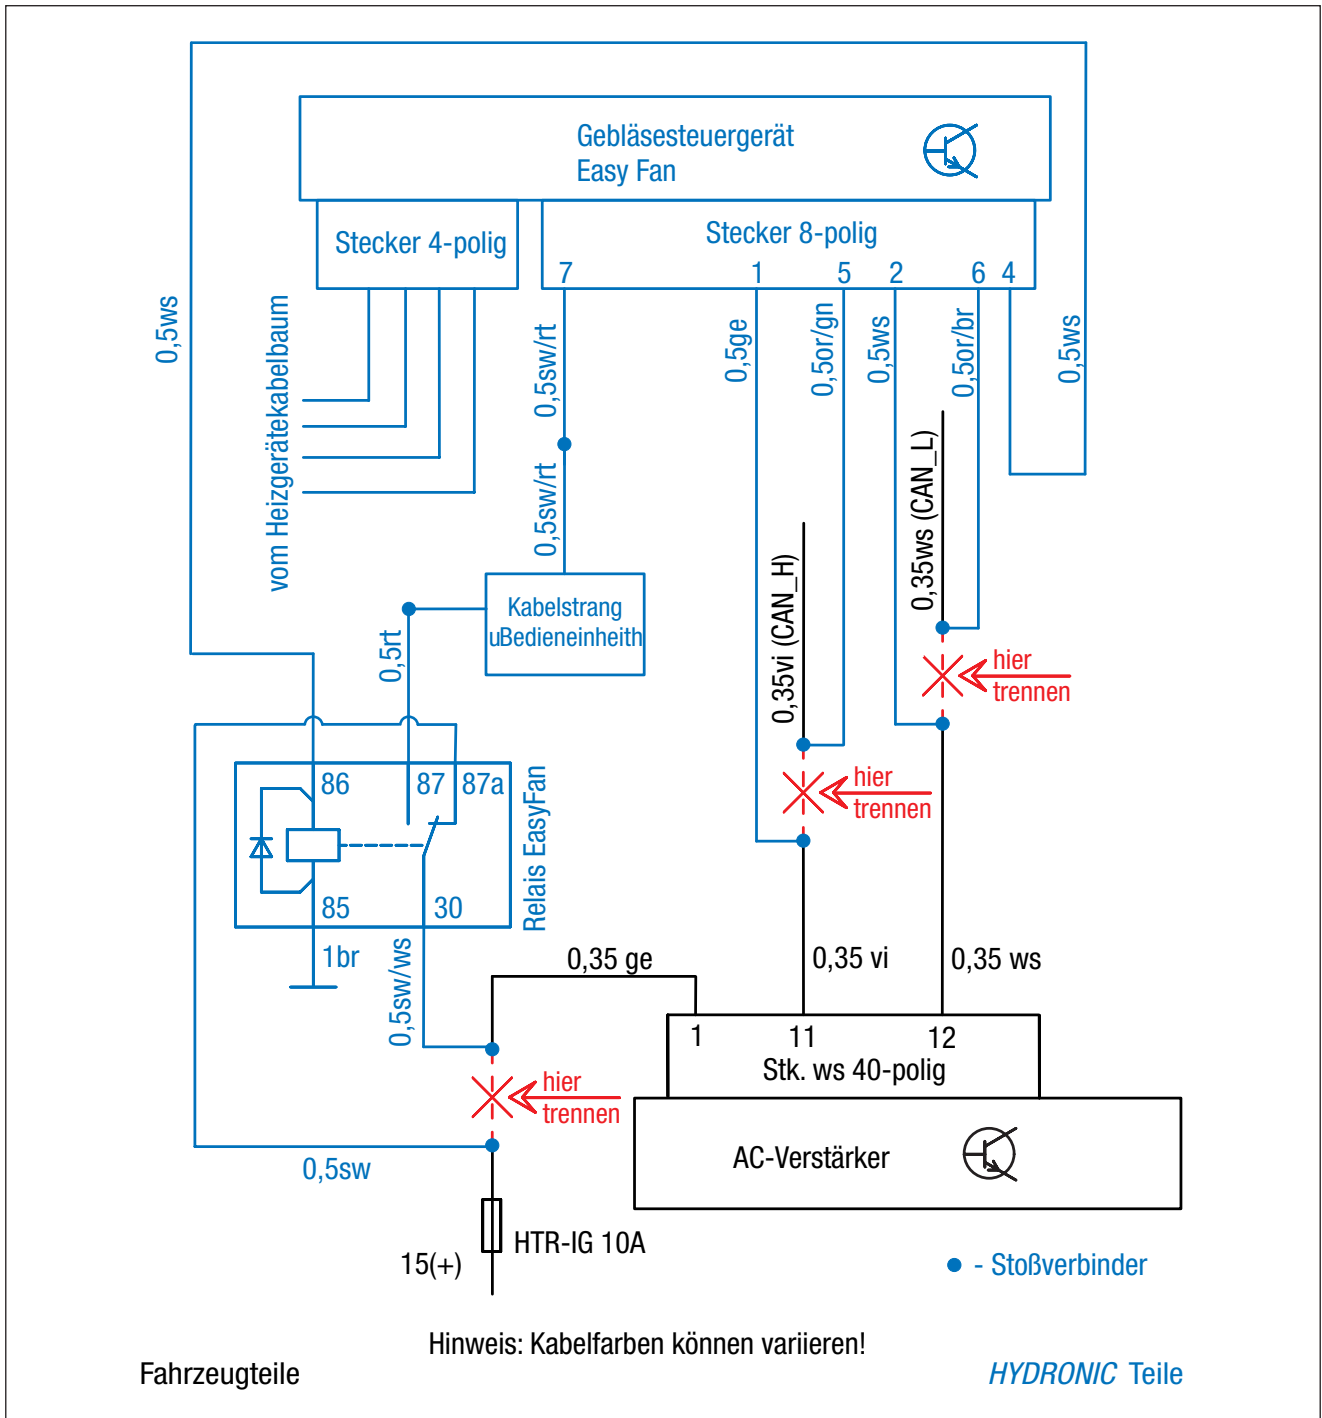 Gebläsesteuergerät
Easy Fan
Stecker 4-polig
Stecker 8-polig
7
1
5
2
6
4
0,5ws
vom Heizgerätekabelbaum
0,5sw/rt
0,5ge
0,5or/gn
0,5ws
0,5or/br
0,5ws
0,5sw/rt
0,35ws (CAN_L)
0,35vi (CAN_H)
Kabelstrang
uBedieneinheith
0,5rt
hier
trennen
hier
trennen
86
87
87a
Relais EasyFan
85
30
1br
0,5sw/ws
0,35 ge
0,35 vi
0,35 ws
1
11
12
Stk. ws 40-polig
hier
trennen
AC-Verstärker
0,5sw
HTR-IG 10A
15(+)
- Stoßverbinder
Hinweis: Kabelfarben können variieren!
Fahrzeugteile
HYDRONIC Teile